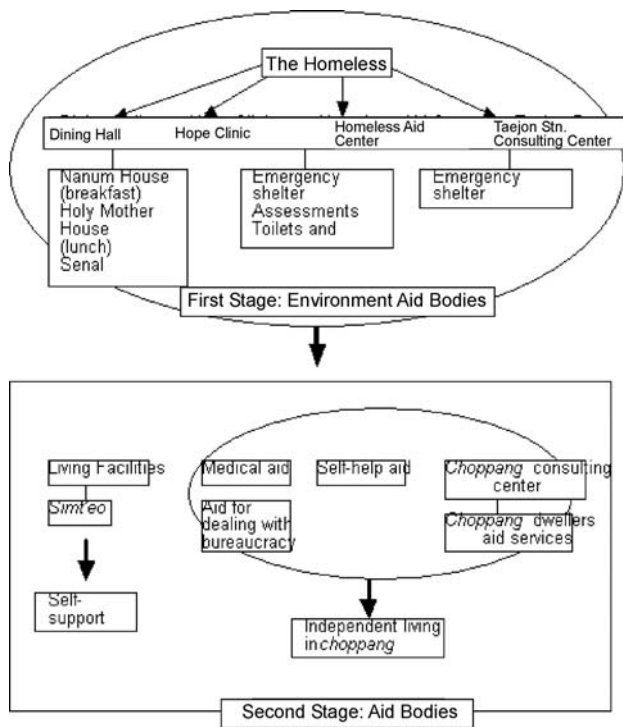 The Homeless
Dining Hall
Hope Clinic
Homeless Aid
Center
Taejon Stn.
Consulting Center
Nanum House
(breakfast)
Holy Mother
House
(lunch)
Senal
Emergency
shelter
Assessments
Toilets and
Emergency
shelter
First Stage: Environment Aid Bodies
Living Facilities
Simt'eo
Self-
support
Medical aid
Self-help aid
Aid for
dealing with
bureaucracy
Choppang consulting
center
Choppang dwellers
aid services
Independent living
in choppang
Second Stage: Aid Bodies